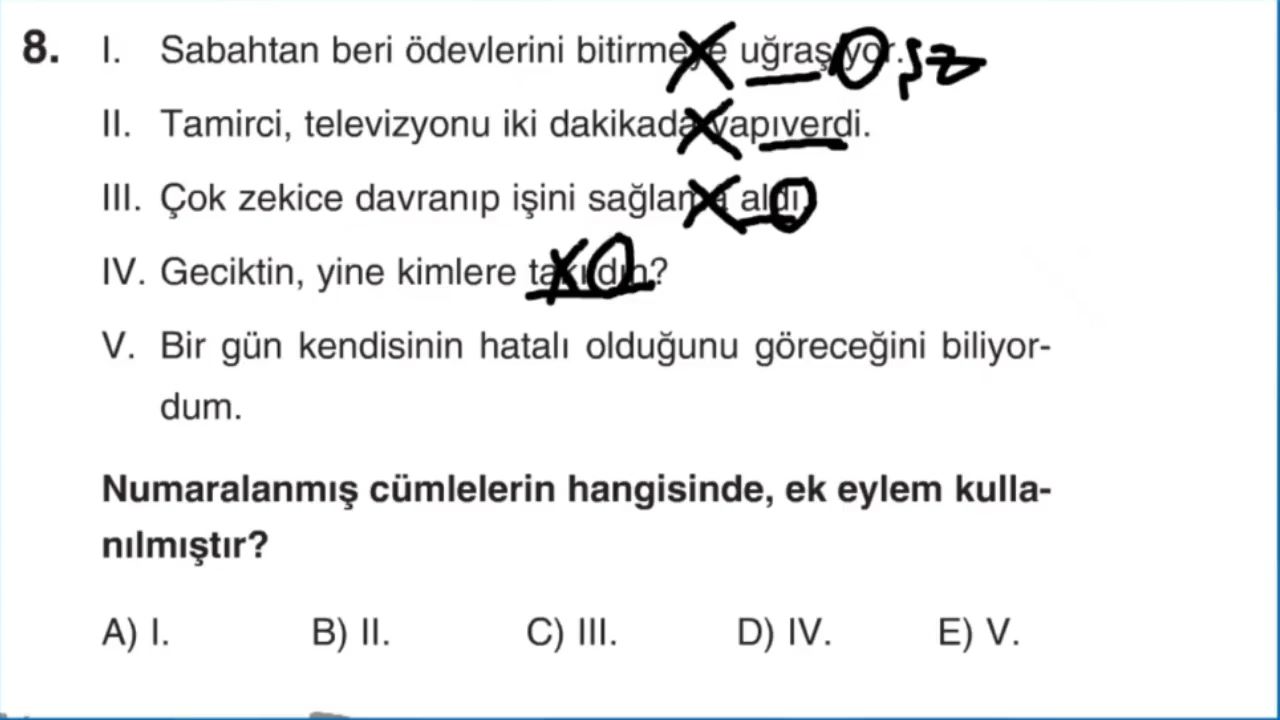 8. I. Sabahtan beri ödevlerini bitirmeye uğraşıyor. şz
II. Tamirci, televizyonu iki dakikada yapıverdi.
III. Çok zekice davranıp işini sağlama aldı.
IV. Geciktin, yine kimlere takıldın?
V. Bir gün kendisinin hatalı olduğunu göreceğini biliyor-
dum.
Numaralanmış cümlelerin hangisinde, ek eylem kulla-
nılmıştır?
A) I. B) II. C) III. D) IV. E) V.